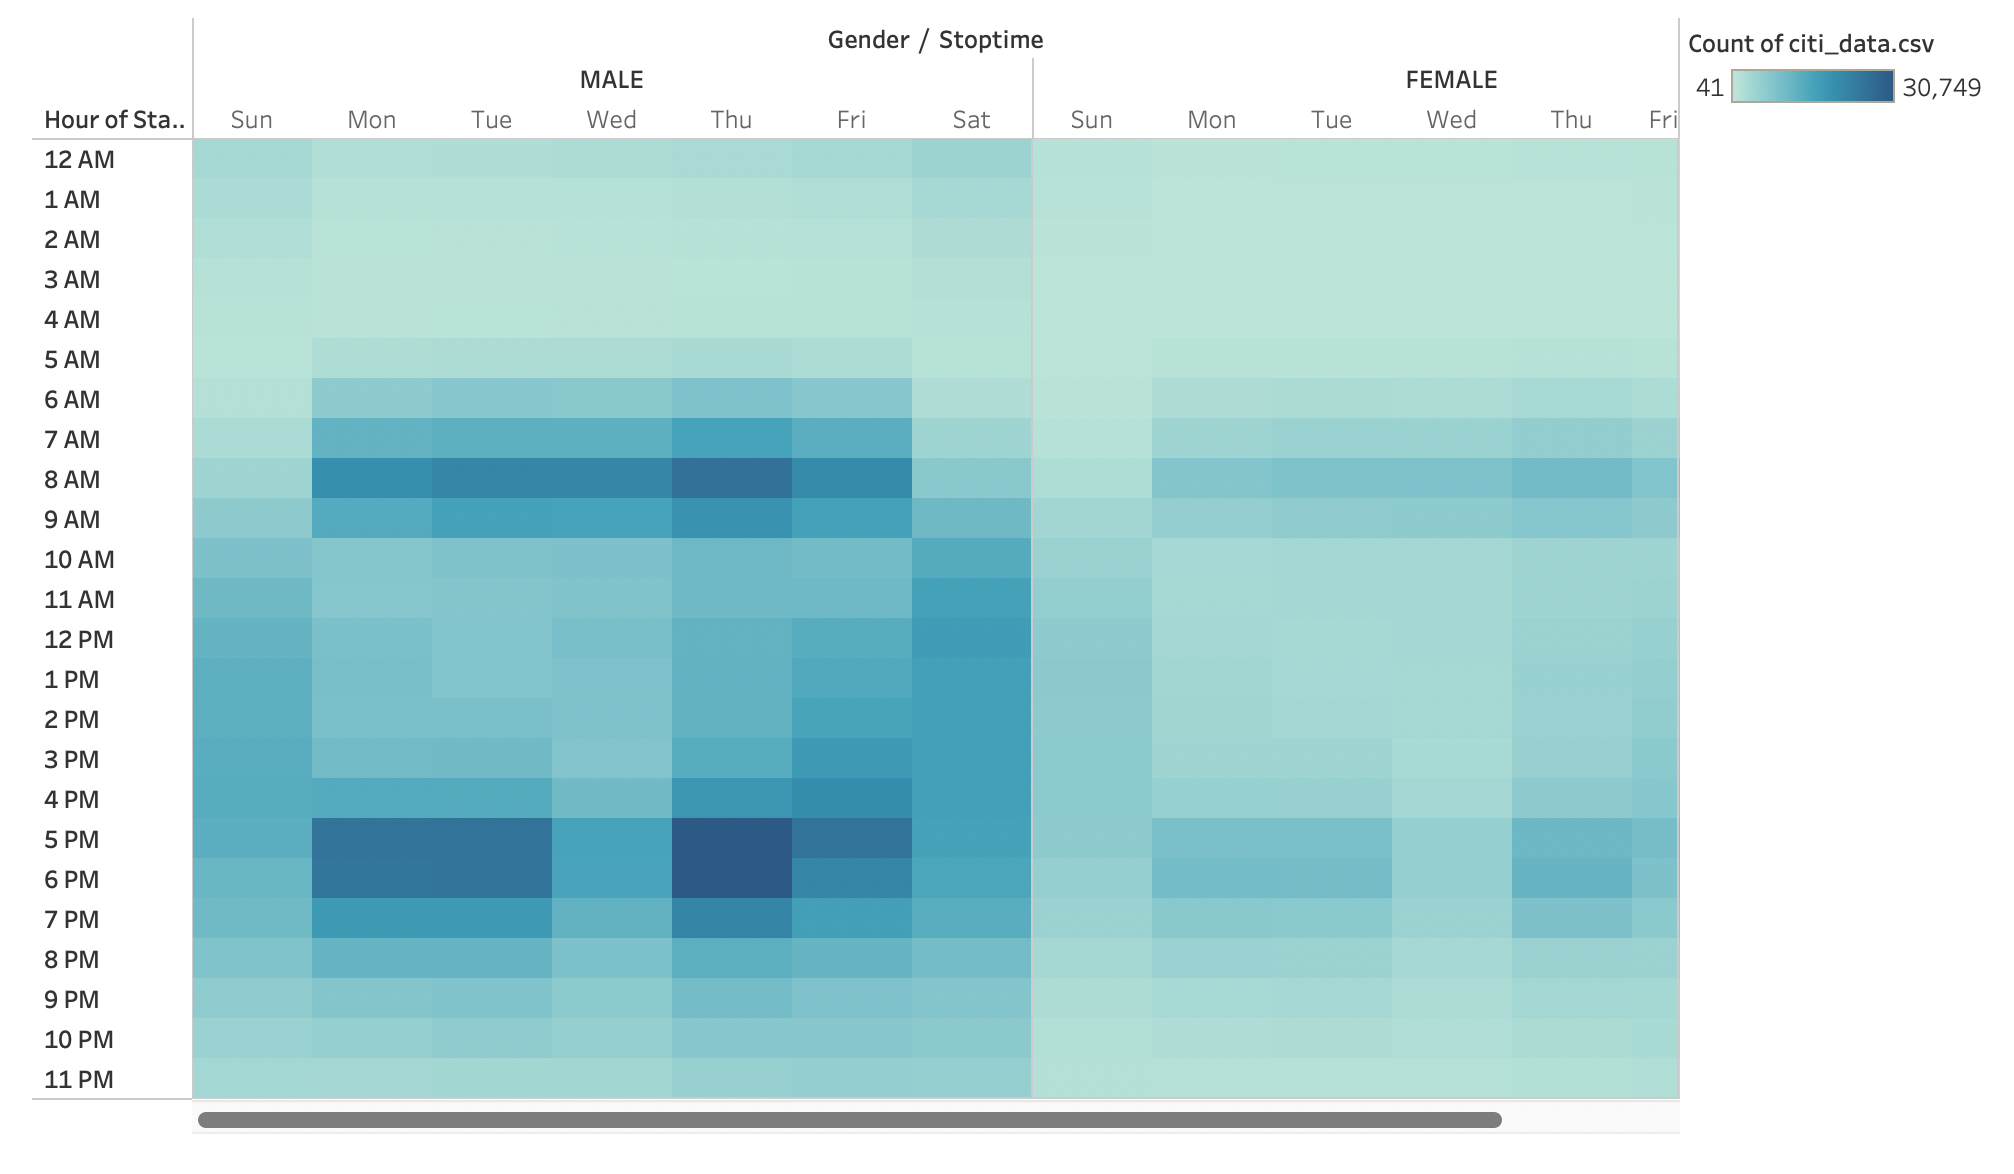 Gender / Stoptime
Count of citi_data.csv
41 30,749
MALE FEMALE
Hour of Sta.. Sun Mon Tue Wed Thu Fri Sat Sun Mon Tue Wed Thu Fri
12 AM
1 AM
2 AM
3 AM
4 AM
5 AM
6 AM
7 AM
8 AM
9 AM
10 AM
11 AM
12 PM
1 PM
2 PM
3 PM
4 PM
5 PM
6 PM
7 PM
8 PM
9 PM
10 PM
11 PM